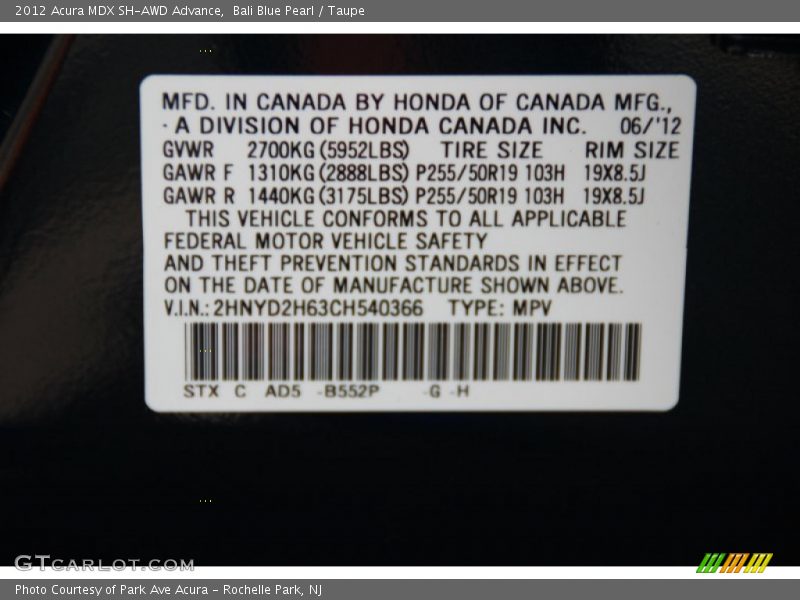 2012 Acura MDX SH-AWD Advance, Bali Blue Pearl / Taupe
MFD. IN CANADA BY HONDA OF CANADA MFG.,
A DIVISION OF HONDA CANADA INC. 06/'12
GVWR 2700KG (5952LBS) TIRE SIZE RIM SIZE
GAWR F 1310KG (2888LBS) P255/50R19 103H 19X8.5J
GAWR R 1440KG (3175LBS) P255/50R19 103H 19X8.5J
THIS VEHICLE CONFORMS TO ALL APPLICABLE
FEDERAL MOTOR VEHICLE SAFETY
AND THEFT PREVENTION STANDARDS IN EFFECT
ON THE DATE OF MANUFACTURE SHOWN ABOVE.
V.I.N.: 2HNYD2H63CH540366 TYPE: MPV
STX C AD5 -B552P -G -H
GTCARLOT.COM
Photo Courtesy of Park Ave Acura - Rochelle Park, NJ